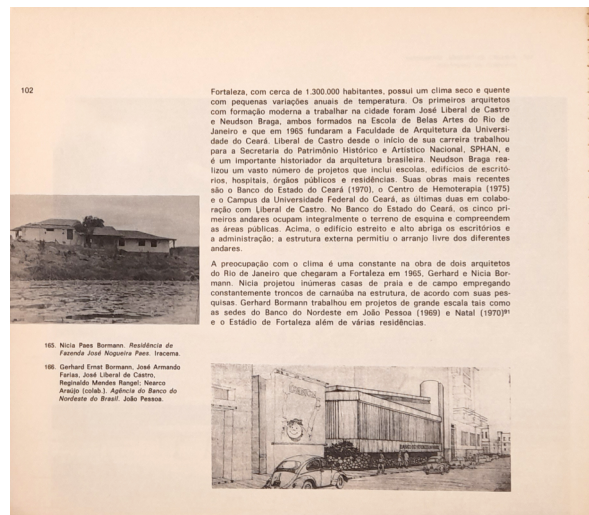 102
Fortaleza, com cerca de 1.300.000 habitantes, possui um clima seco e quente
com pequenas variações anuais de temperatura. Os primeiros arquitetos
com formação moderna a trabalhar na cidade foram José Liberal de Castro
e Neudson Braga, ambos formados na Escola de Belas Artes do Rio de
Janeiro e que em 1965 fundaram a Faculdade de Arquitetura da Universi-
dade do Ceará. Liberal de Castro desde o início de sua carreira trabalhou
para a Secretaria do Patrimônio Histórico e Artístico Nacional, SPHAN, e
é um importante historiador da arquitetura brasileira. Neudson Braga rea-
lizou um vasto número de projetos que inclui escolas, edifícios de escritó-
rios, hospitais, órgãos públicos e residências. Suas obras mais recentes
são o Banco do Estado do Ceará (1970), o Centro de Hemoterapia (1975)
e o Campus da Universidade Federal do Ceará, as últimas duas em colabo-
ração com Liberal de Castro. No Banco do Estado do Ceará, os cinco pri-
meiros andares ocupam integralmente o terreno de esquina e compreendem
as áreas públicas. Acima, o edifício estreito e alto abriga os escritórios e
a administração; a estrutura externa permitiu o arranjo livre dos diferentes
andares.
A preocupação com o clima é uma constante na obra de dois arquitetos
do Rio de Janeiro que chegaram a Fortaleza em 1965, Gerhard e Nicia Bor-
mann. Nicia projetou inúmeras casas de praia e de campo empregando
constantemente troncos de carnaúba na estrutura, de acordo com suas pes-
quisas. Gerhard Bormann trabalhou em projetos de grande escala tais como
as sedes do Banco do Nordeste em João Pessoa (1969) e Natal (1970)⁹¹
e o Estádio de Fortaleza além de várias residências.
165. Nicia Paes Bormann. Residência de
Fazenda José Nogueira Paes. Iracema.
166. Gerhard Ernst Bormann, José Armando
Farias, José Liberal de Castro,
Reginaldo Mendes Rangel; Nearco
Araújo (colab.). Agência do Banco do
Nordeste do Brasil. João Pessoa.